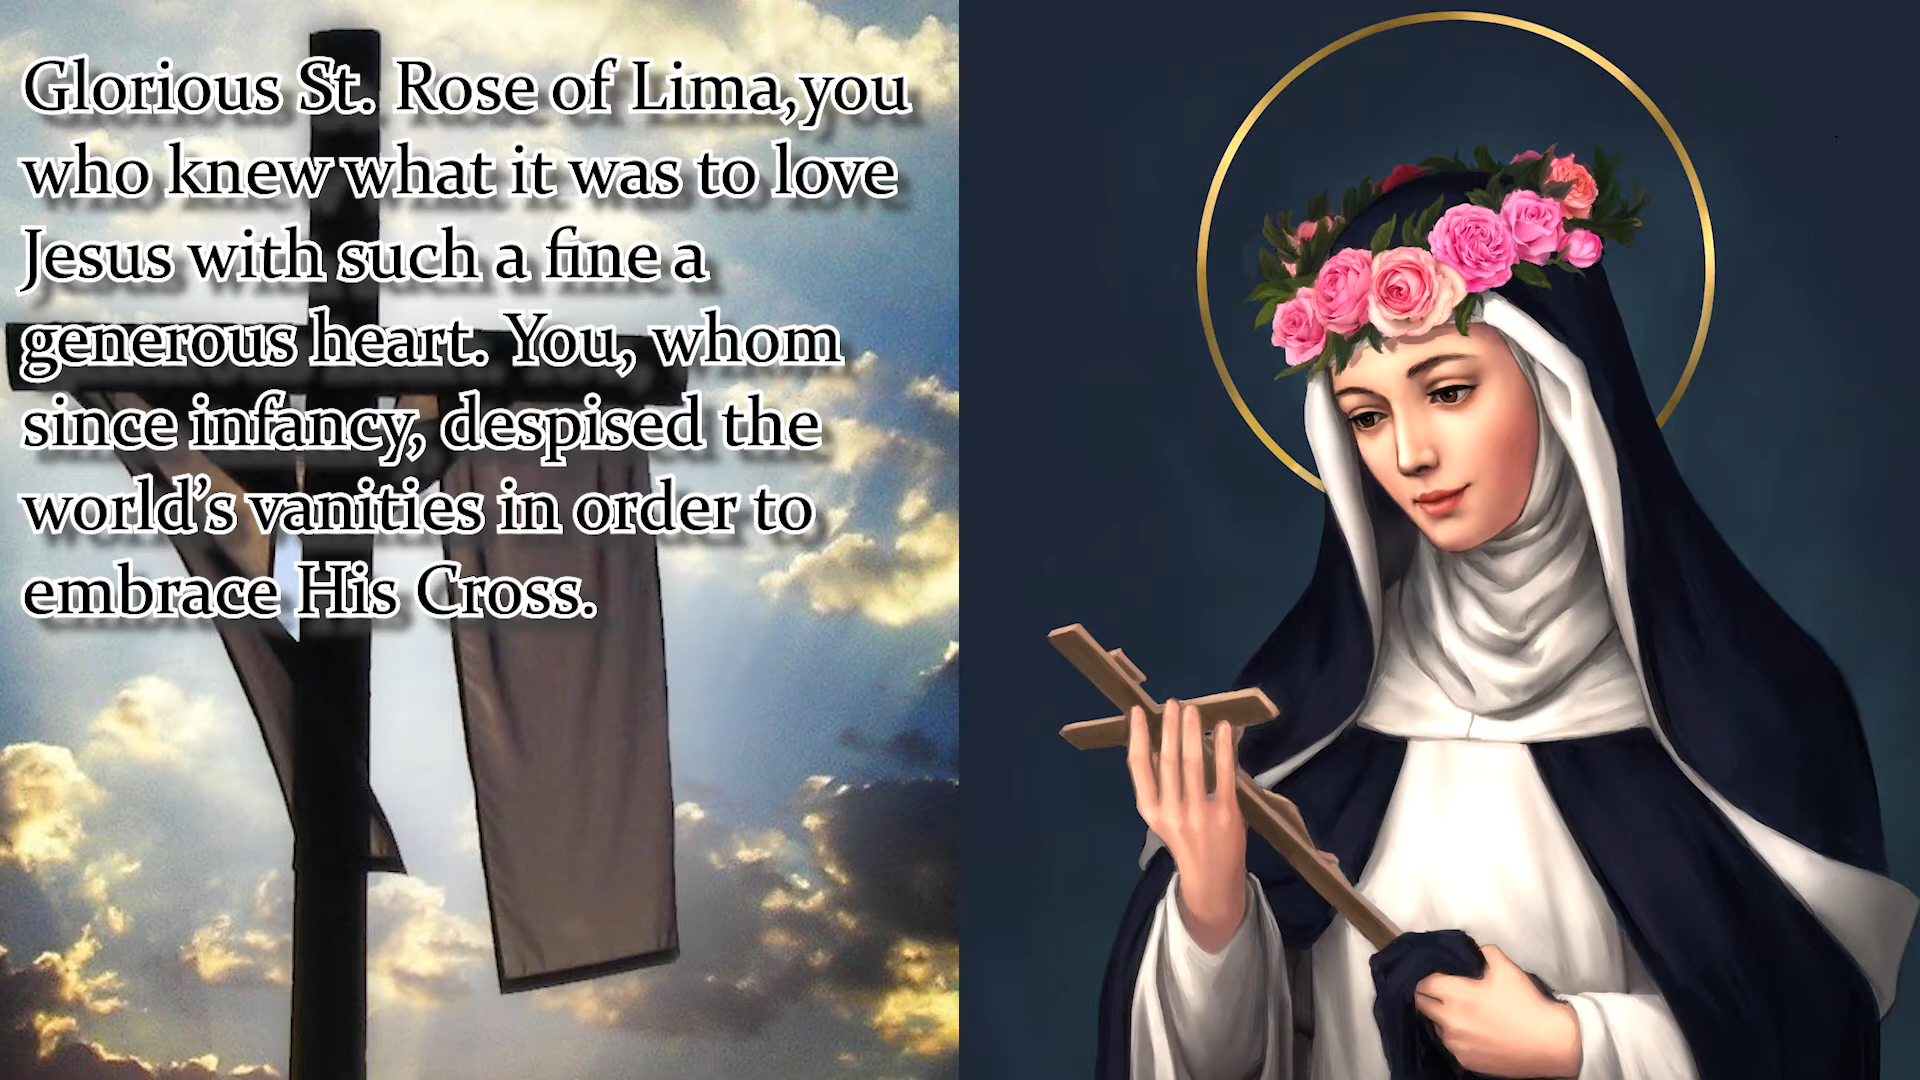 Glorious St. Rose of Lima,you
who knew what it was to love
Jesus with such a fine a
generous heart. You, whom
since infancy, despised the
world’s vanities in order to
embrace His Cross.